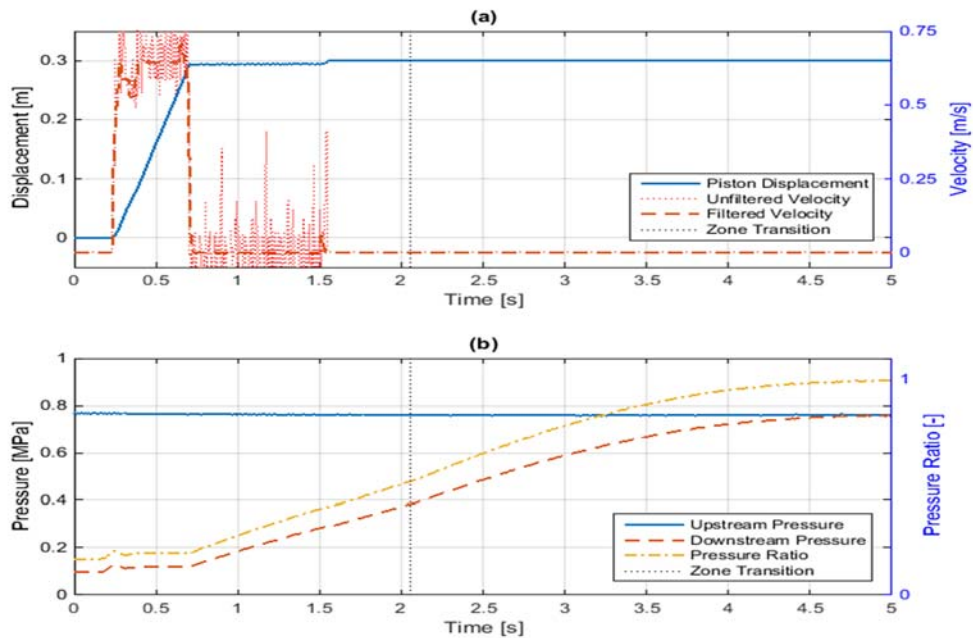 (a)
Displacement [m]
0.3
0.2
0.1
0
0.75
0.5
0.25
0
Velocity [m/s]
Piston Displacement
Unfiltered Velocity
Filtered Velocity
Zone Transition
0 0.5 1 1.5 2 2.5 3 3.5 4 4.5 5
Time [s]
(b)
Pressure [MPa]
1
0.8
0.6
0.4
0.2
0
1
0
Pressure Ratio [-]
Upstream Pressure
Downstream Pressure
Pressure Ratio
Zone Transition
0 0.5 1 1.5 2 2.5 3 3.5 4 4.5 5
Time [s]